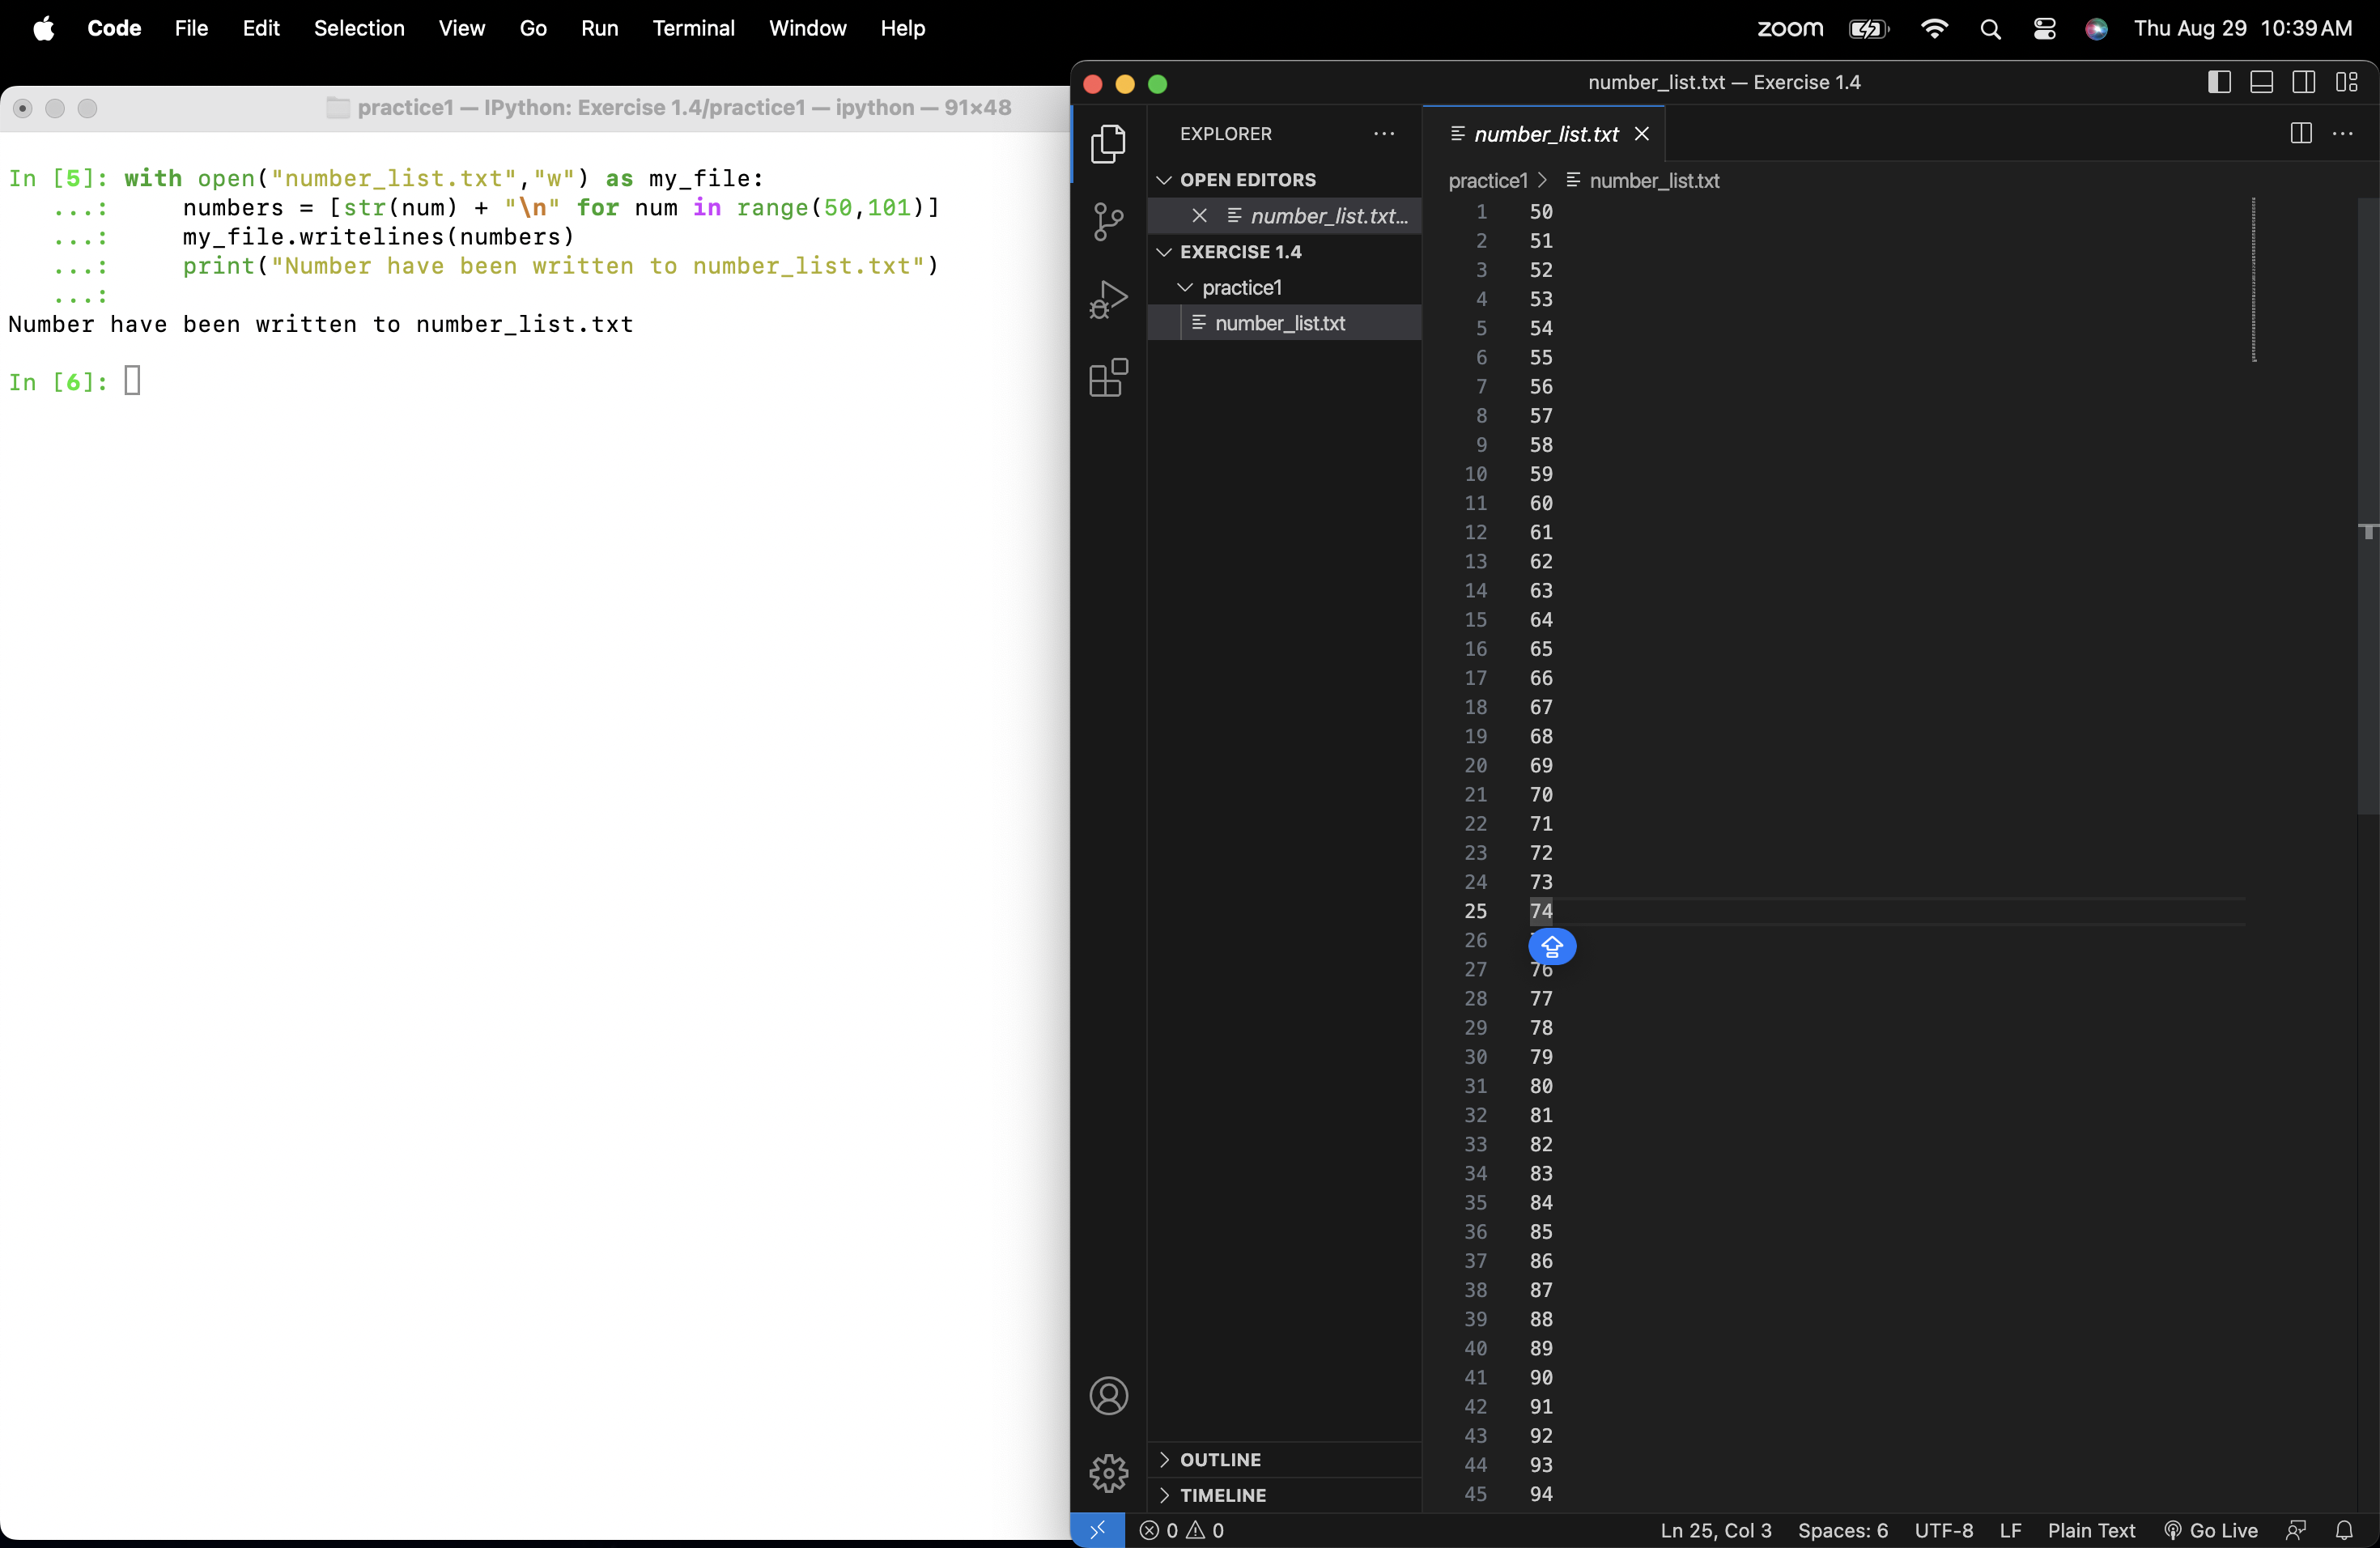 Code File Edit Selection View Go Run Terminal Window Help zoom Thu Aug 29 10:39 AM
practice1 — IPython: Exercise 1.4/practice1 — ipython — 91×48
In [5]: with open("number_list.txt","w") as my_file:
...: numbers = [str(num) + "\n" for num in range(50,101)]
...: my_file.writelines(numbers)
...: print("Number have been written to number_list.txt")
...:
Number have been written to number_list.txt
In [6]:
number_list.txt — Exercise 1.4
EXPLORER
OPEN EDITORS
number_list.txt...
EXERCISE 1.4
practice1
number_list.txt
OUTLINE
TIMELINE
number_list.txt
practice1 > number_list.txt
1 50
2 51
3 52
4 53
5 54
6 55
7 56
8 57
9 58
10 59
11 60
12 61
13 62
14 63
15 64
16 65
17 66
18 67
19 68
20 69
21 70
22 71
23 72
24 73
25 74
26
27 76
28 77
29 78
30 79
31 80
32 81
33 82
34 83
35 84
36 85
37 86
38 87
39 88
40 89
41 90
42 91
43 92
44 93
45 94
0 0 Ln 25, Col 3 Spaces: 6 UTF-8 LF Plain Text Go Live